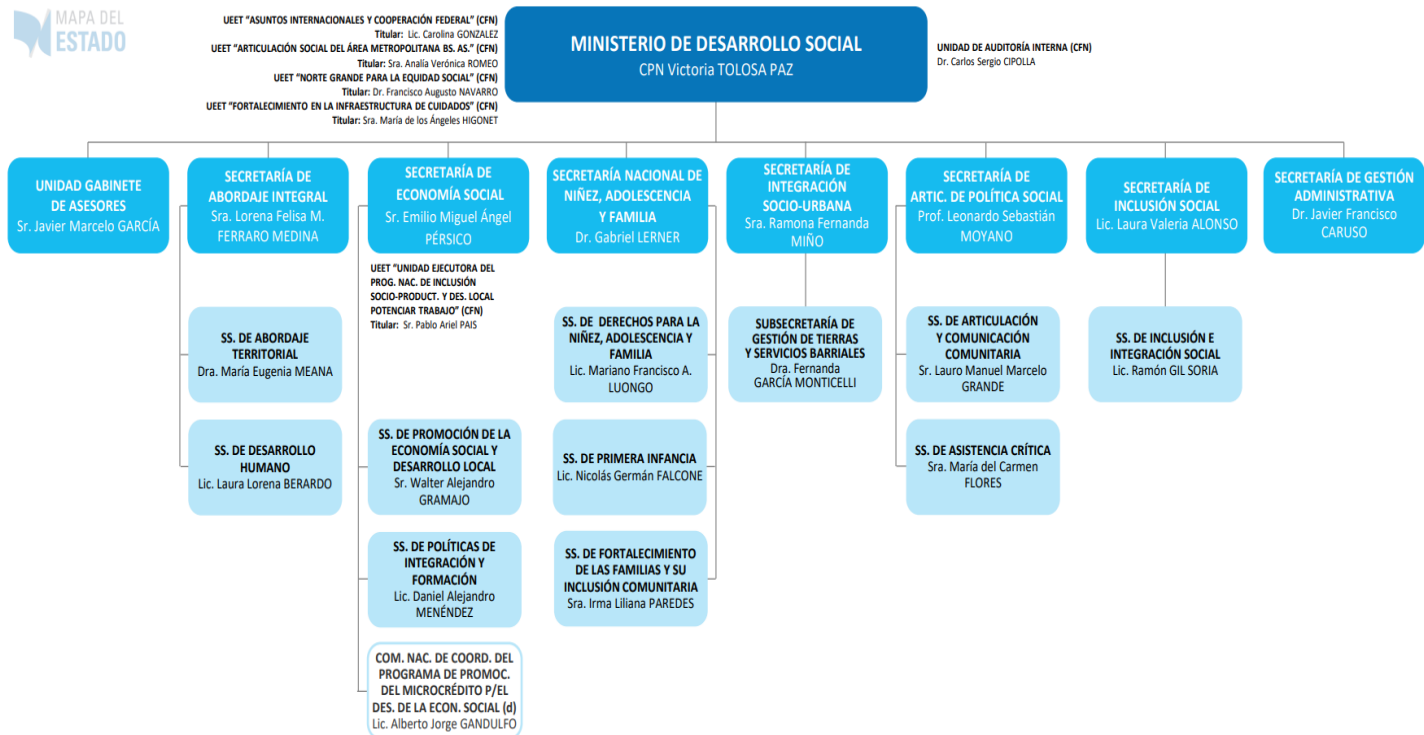 MAPA DEL
ESTADO
UEET "ASUNTOS INTERNACIONALES Y COOPERACIÓN FEDERAL" (CFN)
Titular: Lic. Carolina GONZALEZ
UEET "ARTICULACIÓN SOCIAL DEL ÁREA METROPOLITANA BS. AS." (CFN)
Titular: Sra. Analía Verónica ROMEO
UEET "NORTE GRANDE PARA LA EQUIDAD SOCIAL" (CFN)
Titular: Dr. Francisco Augusto NAVARRO
UEET "FORTALECIMIENTO EN LA INFRAESTRUCTURA DE CUIDADOS" (CFN)
Titular: Sra. María de los Ángeles HIGONET
MINISTERIO DE DESARROLLO SOCIAL
CPN Victoria TOLOSA PAZ
UNIDAD DE AUDITORÍA INTERNA (CFN)
Dr. Carlos Sergio CIPOLLA
UNIDAD GABINETE
DE ASESORES
Sr. Javier Marcelo GARCÍA
SECRETARÍA DE
ABORDAJE INTEGRAL
Sra. Lorena Felisa M.
FERRARO MEDINA
SECRETARÍA DE
ECONOMÍA SOCIAL
Sr. Emilio Miguel Ángel
PÉRSICO
SECRETARÍA NACIONAL DE
NIÑEZ, ADOLESCENCIA
Y FAMILIA
Dr. Gabriel LERNER
SECRETARÍA DE
INTEGRACIÓN
SOCIO-URBANA
Sra. Ramona Fernanda
MIÑO
SECRETARÍA DE
ARTIC. DE POLÍTICA SOCIAL
Prof. Leonardo Sebastián
MOYANO
SECRETARÍA DE
INCLUSIÓN SOCIAL
Lic. Laura Valeria ALONSO
SECRETARÍA DE GESTIÓN
ADMINISTRATIVA
Dr. Javier Francisco
CARUSO
UEET "UNIDAD EJECUTORA DEL
PROG. NAC. DE INCLUSIÓN
SOCIO-PRODUCT. Y DES. LOCAL
POTENCIAR TRABAJO" (CFN)
Titular: Sr. Pablo Ariel PAIS
SS. DE ABORDAJE
TERRITORIAL
Dra. María Eugenia MEANA
SS. DE DERECHOS PARA LA
NIÑEZ, ADOLESCENCIA Y
FAMILIA
Lic. Mariano Francisco A.
LUONGO
SUBSECRETARÍA DE
GESTIÓN DE TIERRAS
Y SERVICIOS BARRIALES
Dra. Fernanda
GARCÍA MONTICELLI
SS. DE ARTICULACIÓN
Y COMUNICACIÓN
COMUNITARIA
Sr. Lauro Manuel Marcelo
GRANDE
SS. DE INCLUSIÓN E
INTEGRACIÓN SOCIAL
Lic. Ramón GIL SORIA
SS. DE DESARROLLO
HUMANO
Lic. Laura Lorena BERARDO
SS. DE PROMOCIÓN DE LA
ECONOMÍA SOCIAL Y
DESARROLLO LOCAL
Sr. Walter Alejandro
GRAMAJO
SS. DE PRIMERA INFANCIA
Lic. Nicolás Germán FALCONE
SS. DE ASISTENCIA CRÍTICA
Sra. María del Carmen
FLORES
SS. DE POLÍTICAS DE
INTEGRACIÓN Y
FORMACIÓN
Lic. Daniel Alejandro
MENÉNDEZ
SS. DE FORTALECIMIENTO
DE LAS FAMILIAS Y SU
INCLUSIÓN COMUNITARIA
Sra. Irma Liliana PAREDES
COM. NAC. DE COORD. DEL
PROGRAMA DE PROMOC.
DEL MICROCRÉDITO P/EL
DES. DE LA ECON. SOCIAL (d)
Lic. Alberto Jorge GANDULFO